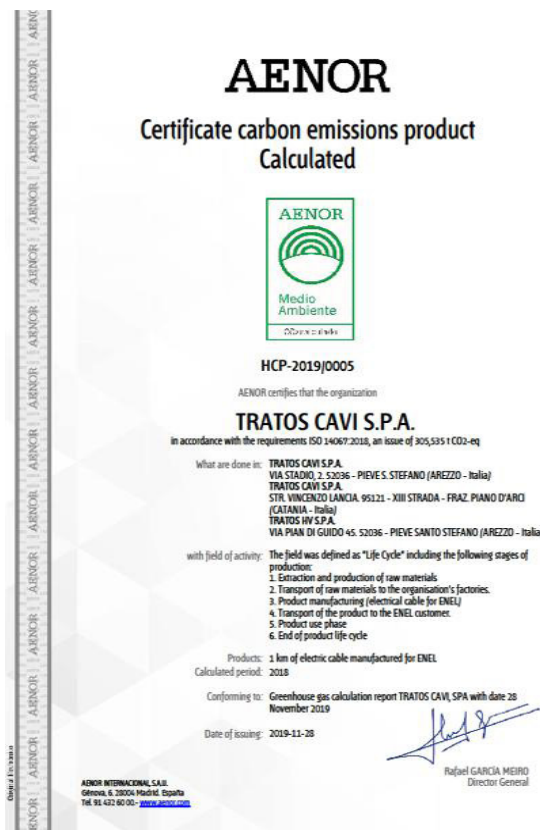 AENOR
Certificate carbon emissions product
Calculated
AENOR
Medio
Ambiente
HCP-2019/0005
AENOR certifies that the organization
TRATOS CAVI S.P.A.
in accordance with the requirements ISO 14067:2018, an issue of 305,535 t CO2-eq
What are done in: TRATOS CAVI S.P.A.
VIA STADIO, 2. 52036 - PIEVE S. STEFANO (AREZZO - Italia)
TRATOS CAVI S.P.A.
STR. VINCENZO LANCIA. 95121 - XIII STRADA - FRAZ. PIANO D'ARCI
(CATANIA - Italia)
TRATOS HV S.P.A.
VIA PIAN DI GUIDO 45. 52036 - PIEVE SANTO STEFANO (AREZZO - Italia
with field of activity: The field was defined as "Life Cycle" including the following stages of
production:
1. Extraction and production of raw materials
2. Transport of raw materials to the organisation's factories.
3. Product manufacturing (electrical cable for ENEL)
4. Transport of the product to the ENEL customer.
5. Product use phase
6. End of product life cycle
Products: 1 km of electric cable manufactured for ENEL
Calculated period: 2018
Conforming to: Greenhouse gas calculation report TRATOS CAVI, SPA with date 28
November 2019
Date of issuing: 2019-11-28
Rafael GARCÍA MEIRO
Director General
AENOR INTERNACIONAL, S.A.U.
Génova, 6. 28004 Madrid. España
Tel. 91 432 60 00.- www.aenor.com